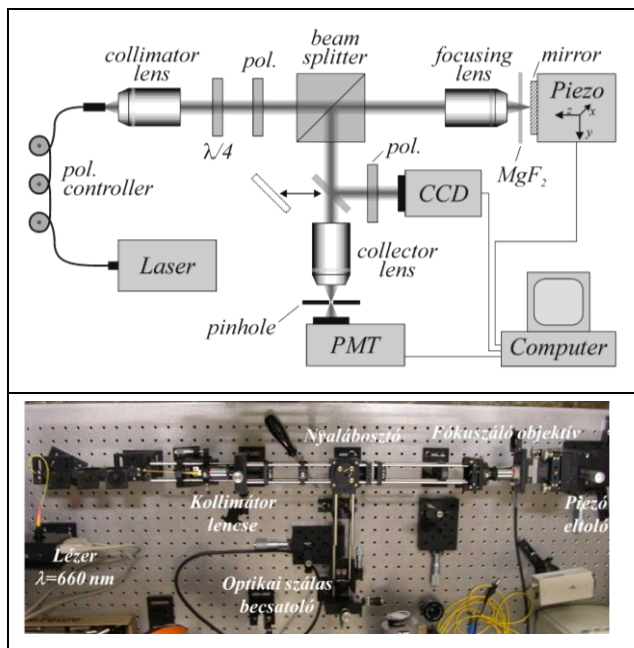 collimator
lens
pol.
beam
splitter
focusing
lens
mirror
Piezo
z
x
y
λ/4
MgF2
pol.
controller
pol.
CCD
Laser
collector
lens
pinhole
PMT
Computer
Nyalábosztó
Fókuszáló objektív
Kollimátor
lencse
Piezó
eltoló
Lézer
λ=660 nm
Optikai szálas
becsatoló